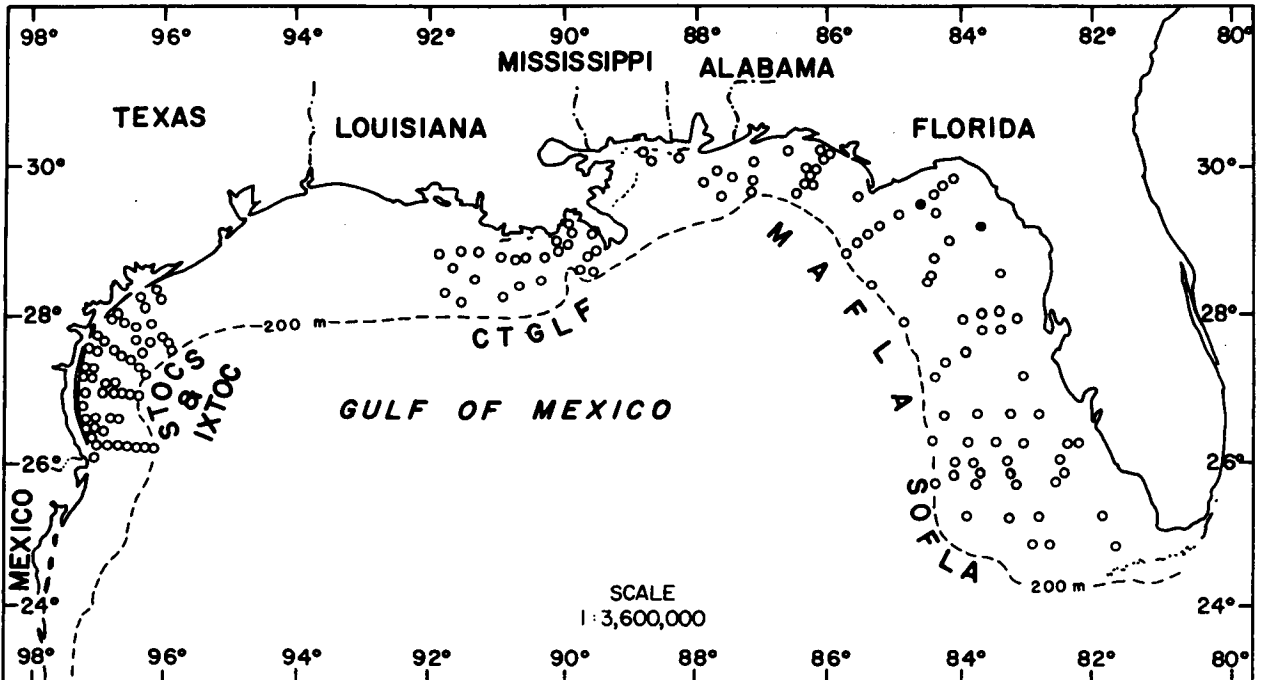 98° 96° 94° 92° 90° 88° 86° 84° 82° 80°
MISSISSIPPI ALABAMA
TEXAS LOUISIANA FLORIDA
30° 30°
MAFLA
28° 28°
200 m
CTGLF
STOCS
&
IXTOC
GULF OF MEXICO
26° 26°
SOFLA
MEXICO
SCALE
1:3,600,000
200 m
24° 24°
98° 96° 94° 92° 90° 88° 86° 84° 82° 80°